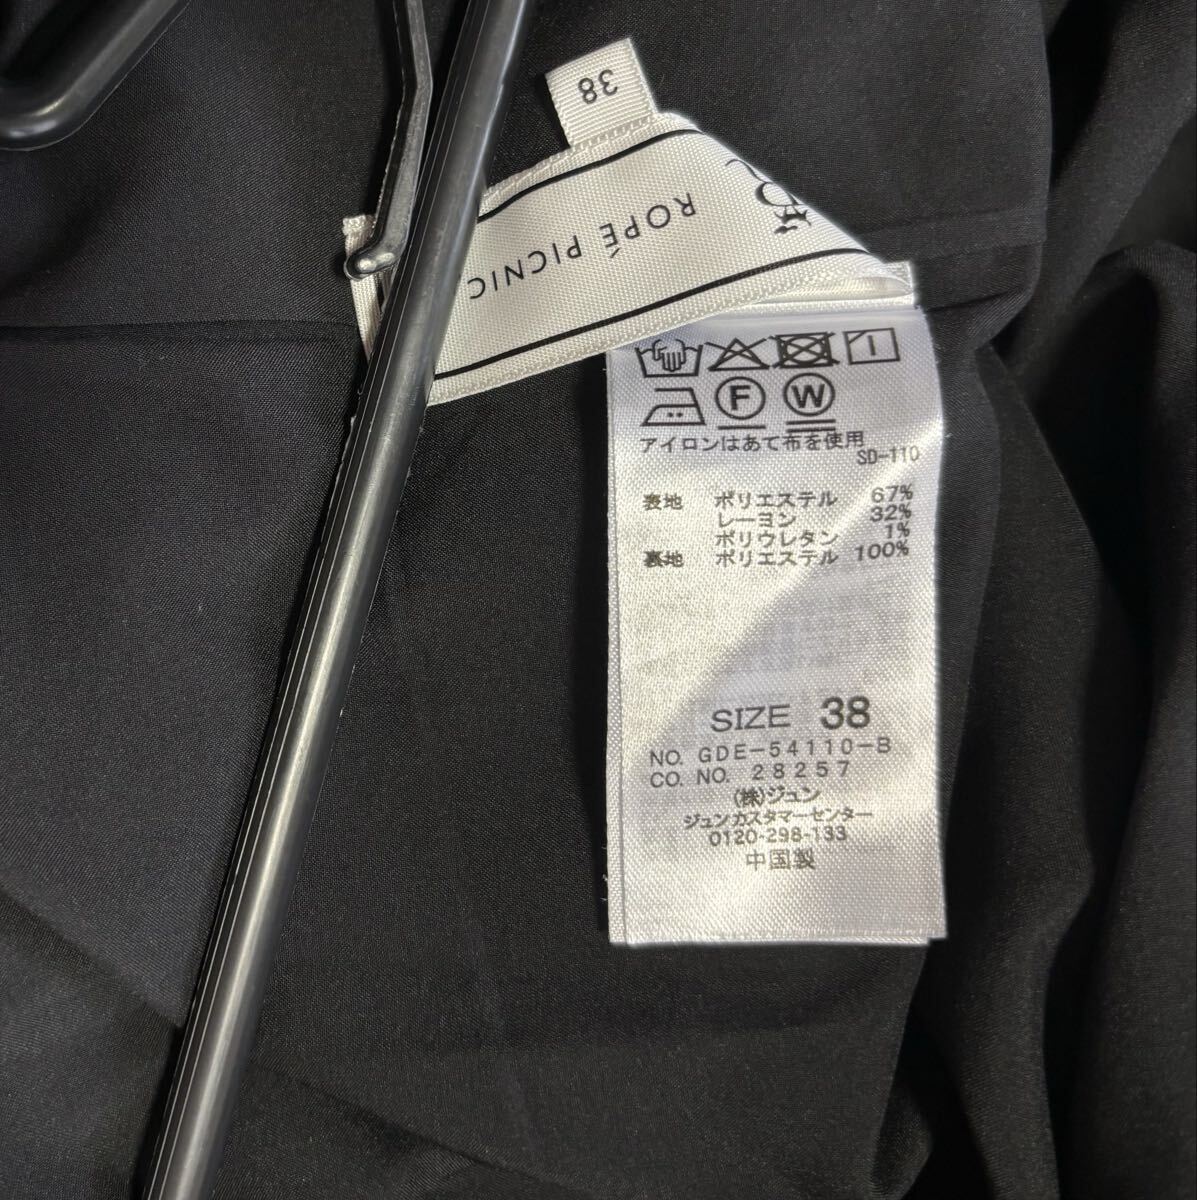 38
ROPÉ PICNIC
F W
アイロンはあて布を使用
SD-110
表地 ポリエステル 67%
レーヨン 32%
ポリウレタン 1%
裏地 ポリエステル 100%
SIZE 38
NO. GDE-54110-B
CO. NO. 28257
(株)ジュン
ジュンカスタマーセンター
0120-298-133
中国製